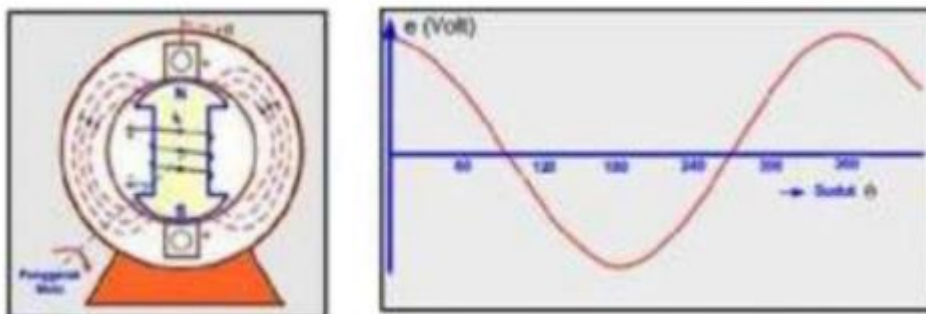 N
S
Penggerak
Mula
e (Volt)
60
120
180
240
300
360
Sudut θ